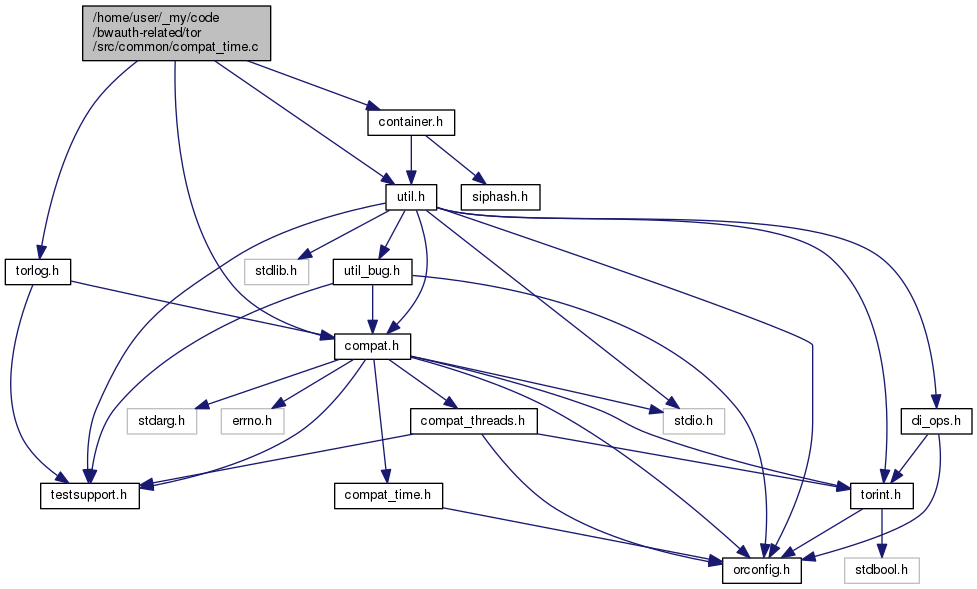 /home/user/_my/code
/bwauth-related/tor
/src/common/compat_time.c
container.h
util.h
siphash.h
torlog.h
stdlib.h
util_bug.h
compat.h
stdarg.h
errno.h
compat_threads.h
stdio.h
di_ops.h
testsupport.h
compat_time.h
torint.h
orconfig.h
stdbool.h